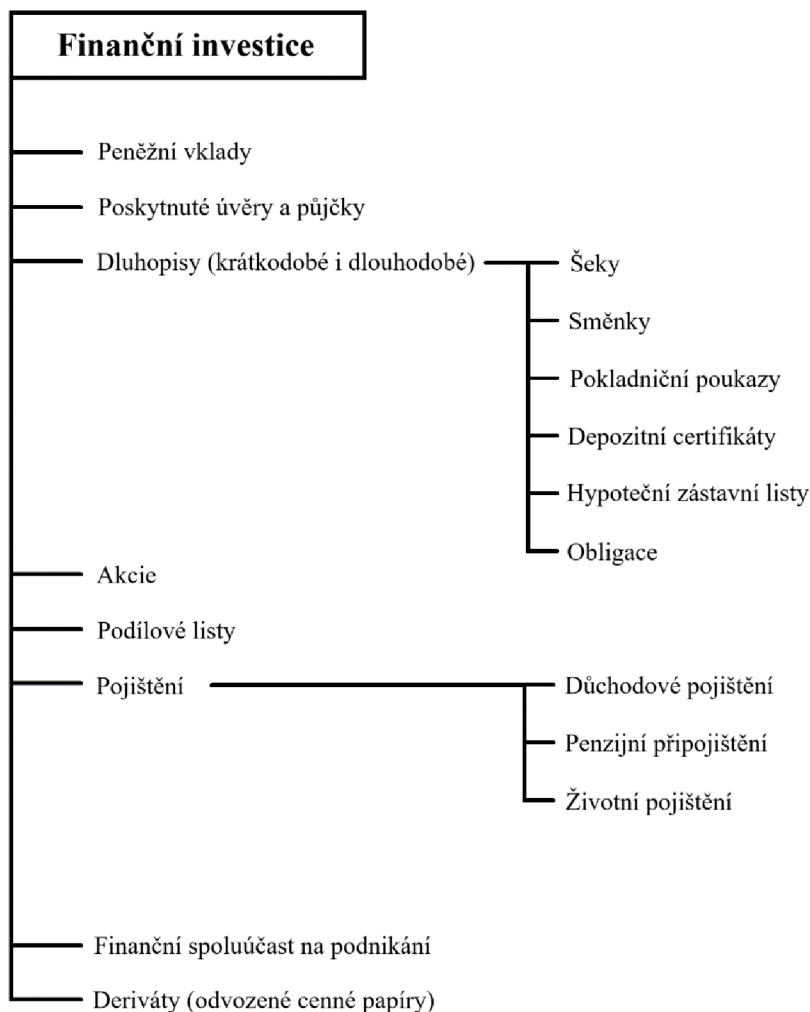 Finanční investice
Peněžní vklady
Poskytnuté úvěry a půjčky
Dluhopisy (krátkodobé i dlouhodobé)
Šeky
Směnky
Pokladniční poukazy
Depozitní certifikáty
Hypoteční zástavní listy
Obligace
Akcie
Podílové listy
Pojištění
Důchodové pojištění
Penzijní připojištění
Životní pojištění
Finanční spoluúčast na podnikání
Deriváty (odvozené cenné papíry)